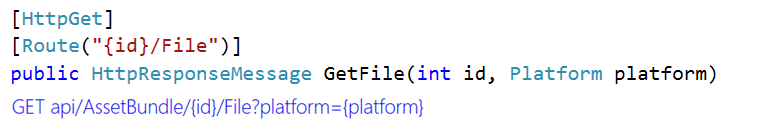 [HttpGet]
[Route("{id}/File")]
public HttpResponseMessage GetFile(int id, Platform platform)
GET api/AssetBundle/{id}/File?platform={platform}